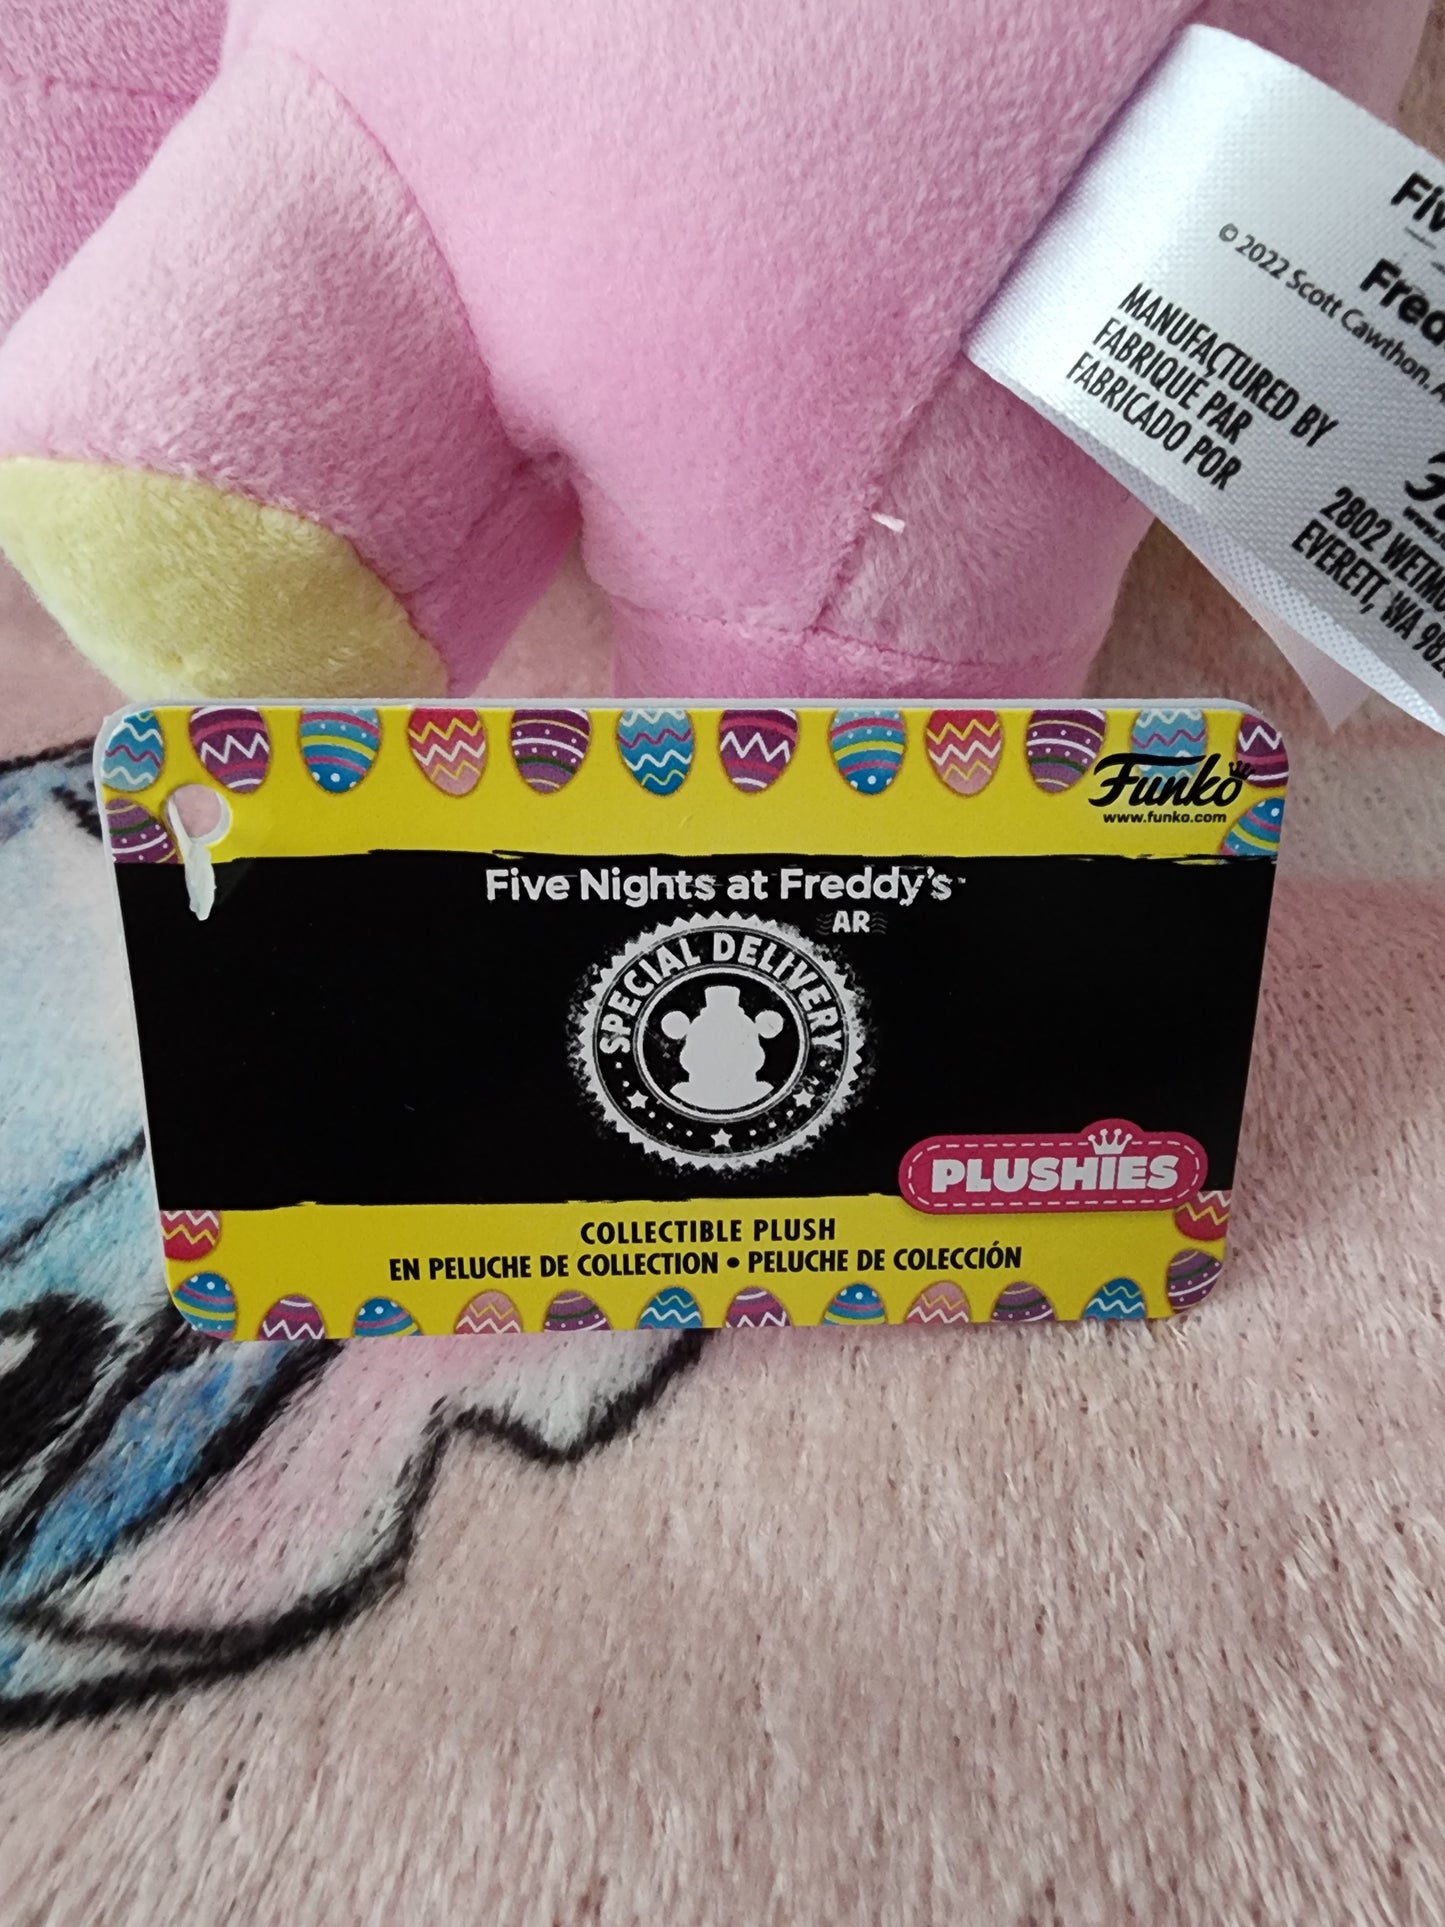 © 2022 Scott Cawthon.
MANUFACTURED BY
FABRIQUÉ PAR
FABRICADO POR
2802
EVERETT, WA
Funko
www.funko.com
Five Nights at Freddy's™
AR
SPECIAL DELIVERY
PLUSHIES
COLLECTIBLE PLUSH
EN PELUCHE DE COLLECTION • PELUCHE DE COLECCIÓN